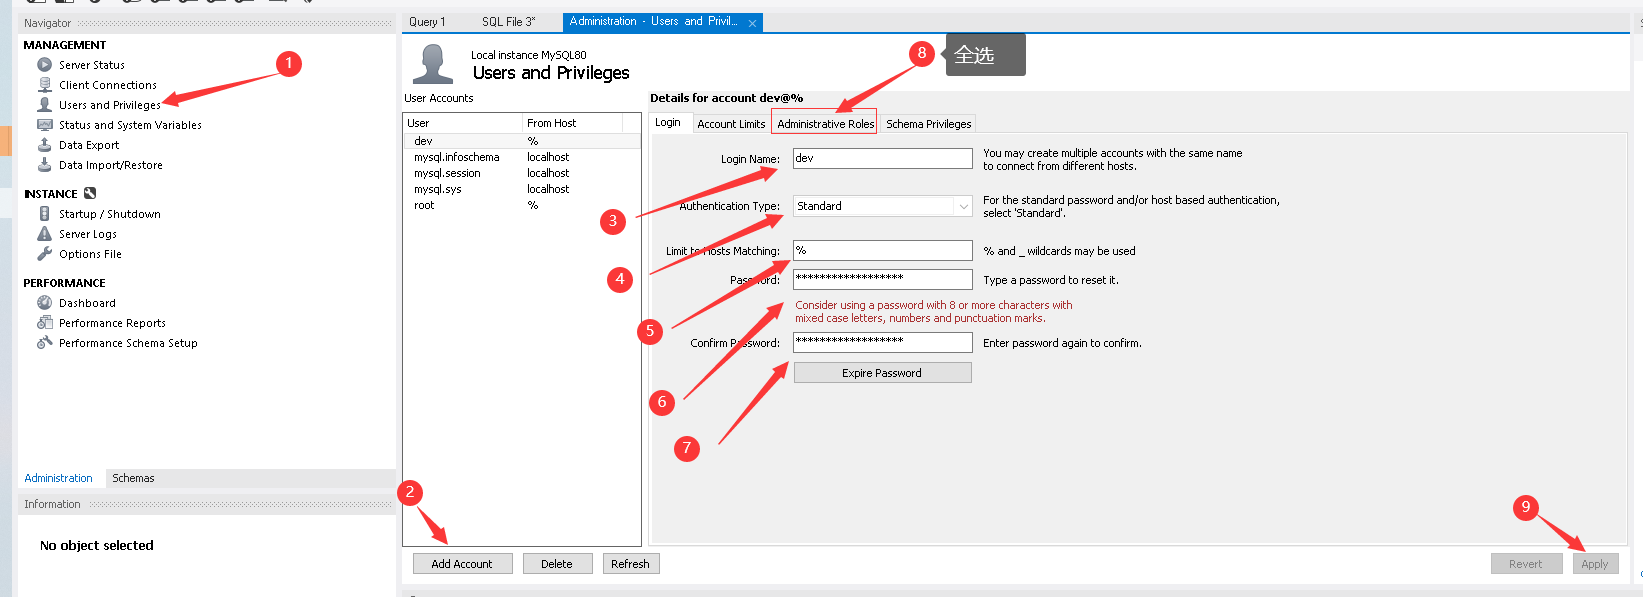 Navigator
MANAGEMENT
Server Status
Client Connections
Users and Privileges
Status and System Variables
Data Export
Data Import/Restore
INSTANCE
Startup / Shutdown
Server Logs
Options File
PERFORMANCE
Dashboard
Performance Reports
Performance Schema Setup
Administration Schemas
Information
No object selected
1
2
Query 1 SQL File 3* Administration - Users and Privil...
Local instance MySQL80
Users and Privileges
8 全选
User Accounts
User From Host
dev %
mysql.infoschema localhost
mysql.session localhost
mysql.sys localhost
root %
Add Account Delete Refresh
Details for account dev@%
Login Account Limits Administrative Roles Schema Privileges
Login Name: dev
You may create multiple accounts with the same name
to connect from different hosts.
3
Authentication Type: Standard
For the standard password and/or host based authentication,
select 'Standard'.
4
Limit to Hosts Matching: % % and _ wildcards may be used
5
Password: ****************** Type a password to reset it.
Consider using a password with 8 or more characters with
mixed case letters, numbers and punctuation marks.
6
Confirm Password: ****************** Enter password again to confirm.
7
Expire Password
9
Revert Apply